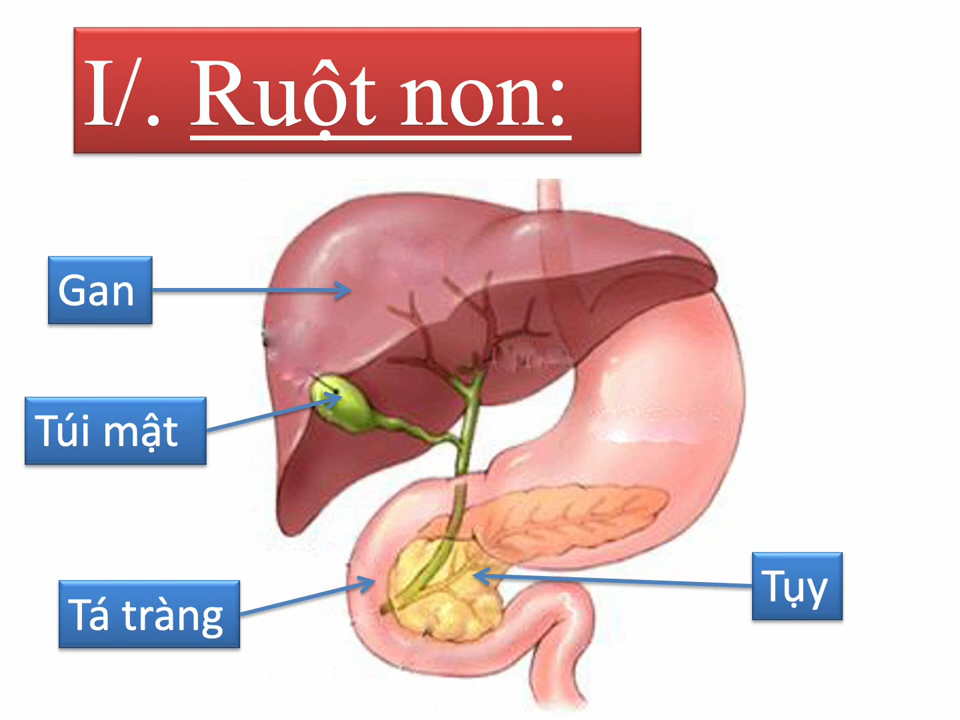 I/. Ruột non:
Gan
Túi mật
Tá tràng
Tụy